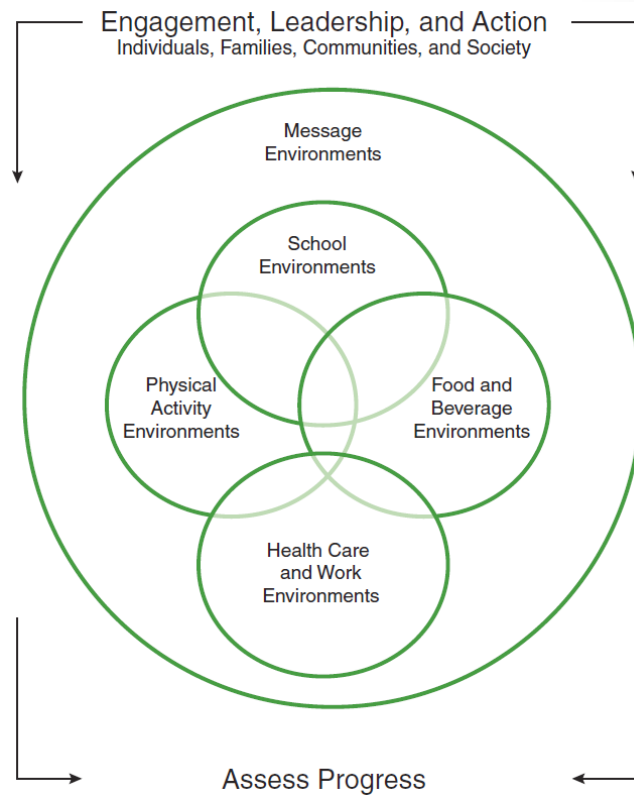 Engagement, Leadership, and Action
Individuals, Families, Communities, and Society
Message
Environments
School
Environments
Physical
Activity
Environments
Food and
Beverage
Environments
Health Care
and Work
Environments
Assess Progress